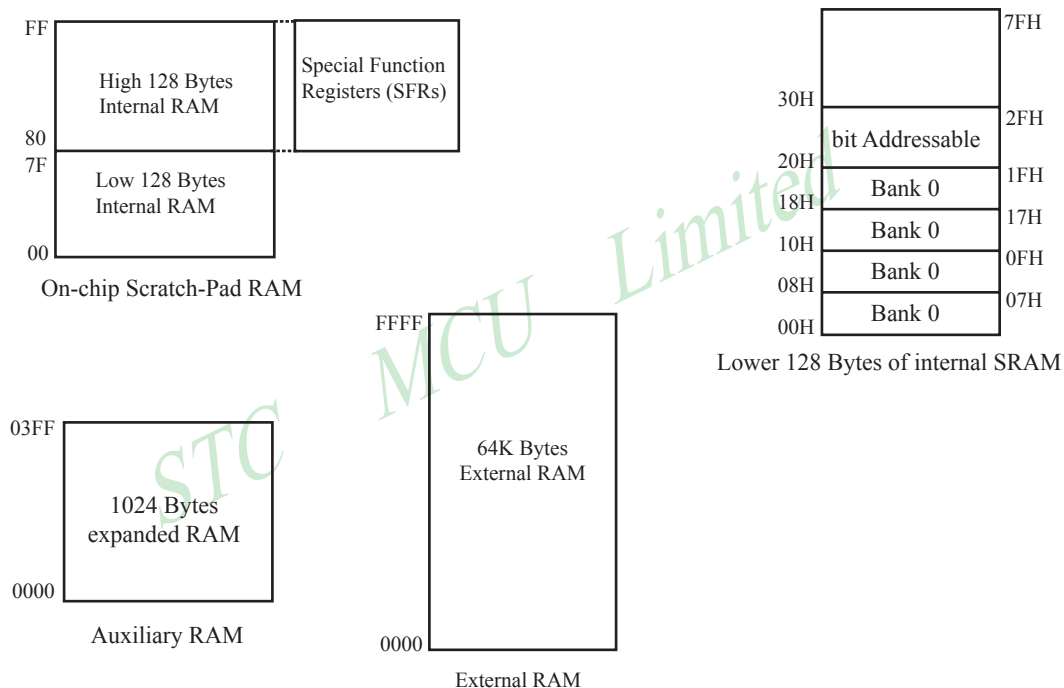 FF
High 128 Bytes
Internal RAM
80
7F
Low 128 Bytes
Internal RAM
00
On-chip Scratch-Pad RAM
Special Function
Registers (SFRs)
7FH
30H
2FH
bit Addressable
20H
1FH
Bank 0
18H
17H
Bank 0
10H
0FH
Bank 0
08H
07H
Bank 0
00H
Lower 128 Bytes of internal SRAM
03FF
1024 Bytes
expanded RAM
0000
Auxiliary RAM
FFFF
64K Bytes
External RAM
0000
External RAM
STC MCU Limited